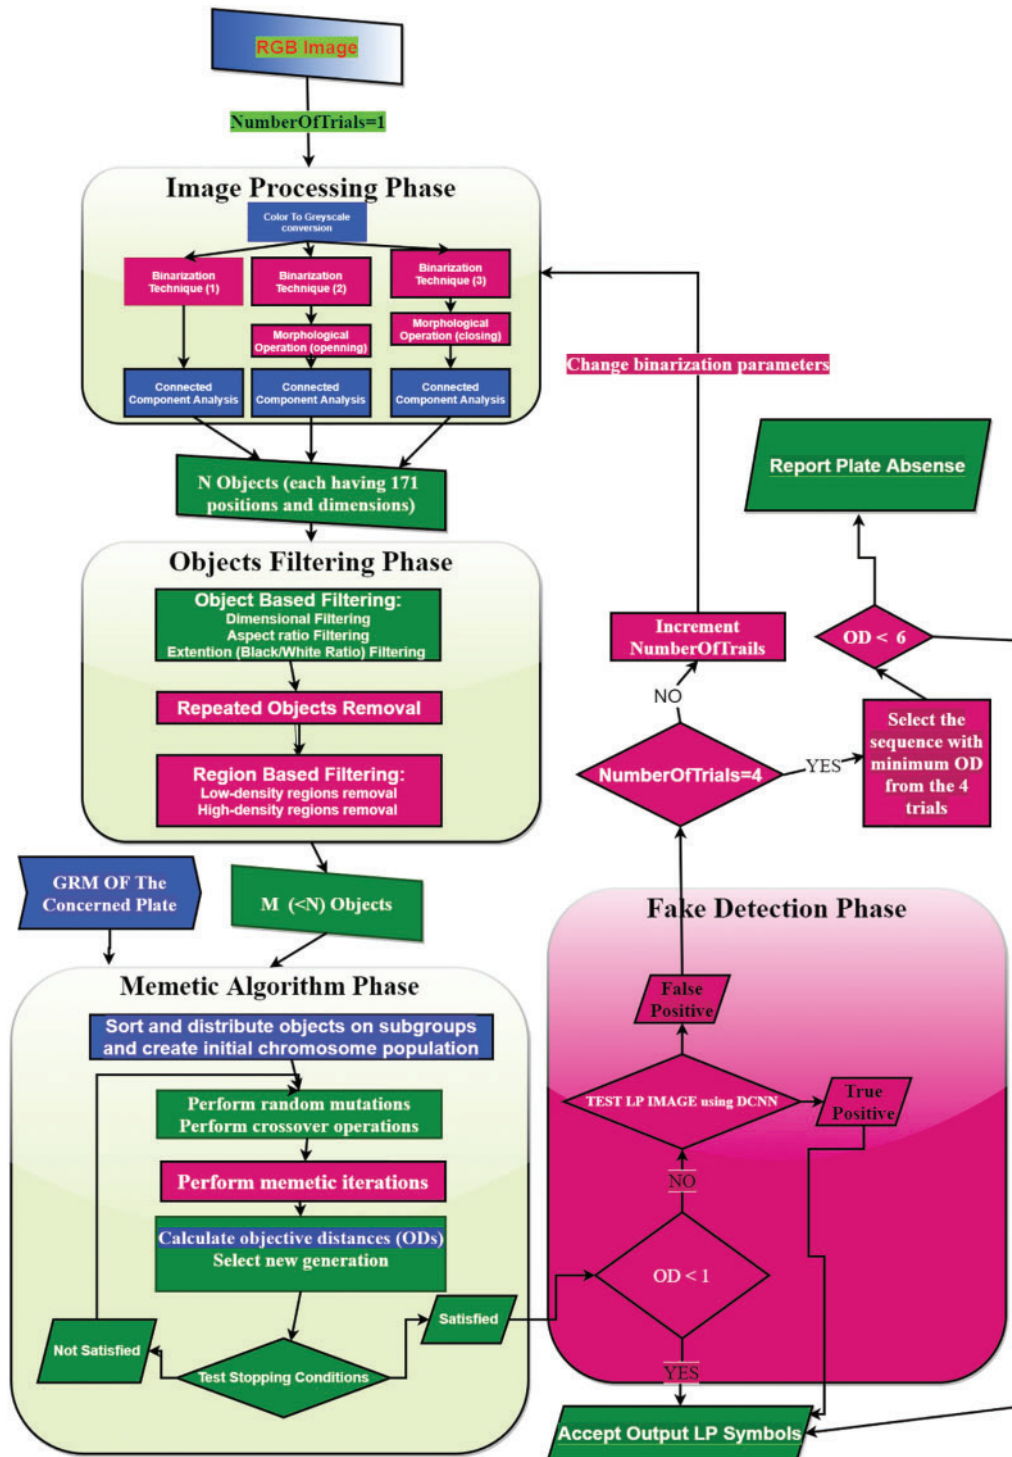 RGB Image
NumberOfTrials=1
Image Processing Phase
Color To Greyscale
conversion
Binarization
Technique (1)
Binarization
Technique (2)
Binarization
Technique (3)
Morphological
Operation (openning)
Morphological
Operation (closing)
Connected
Component Analysis
Connected
Component Analysis
Connected
Component Analysis
N Objects (each having 171
positions and dimensions)
Objects Filtering Phase
Object Based Filtering:
Dimensional Filtering
Aspect ratio Filtering
Extention (Black/White Ratio) Filtering
Repeated Objects Removal
Region Based Filtering:
Low-density regions removal
High-density regions removal
GRM OF The
Concerned Plate
M (<N) Objects
Memetic Algorithm Phase
Sort and distribute objects on subgroups
and create initial chromosome population
Perform random mutations
Perform crossover operations
Perform memetic iterations
Calculate objective distances (ODs)
Select new generation
Test Stopping Conditions
Not Satisfied
Satisfied
Fake Detection Phase
OD < 1
NO
YES
TEST LP IMAGE using DCNN
False
Positive
True
Positive
Accept Output LP Symbols
NumberOfTrials=4
NO
YES
Increment
NumberOfTrails
Change binarization parameters
Select the
sequence with
minimum OD
from the 4
trials
OD < 6
Report Plate Absense